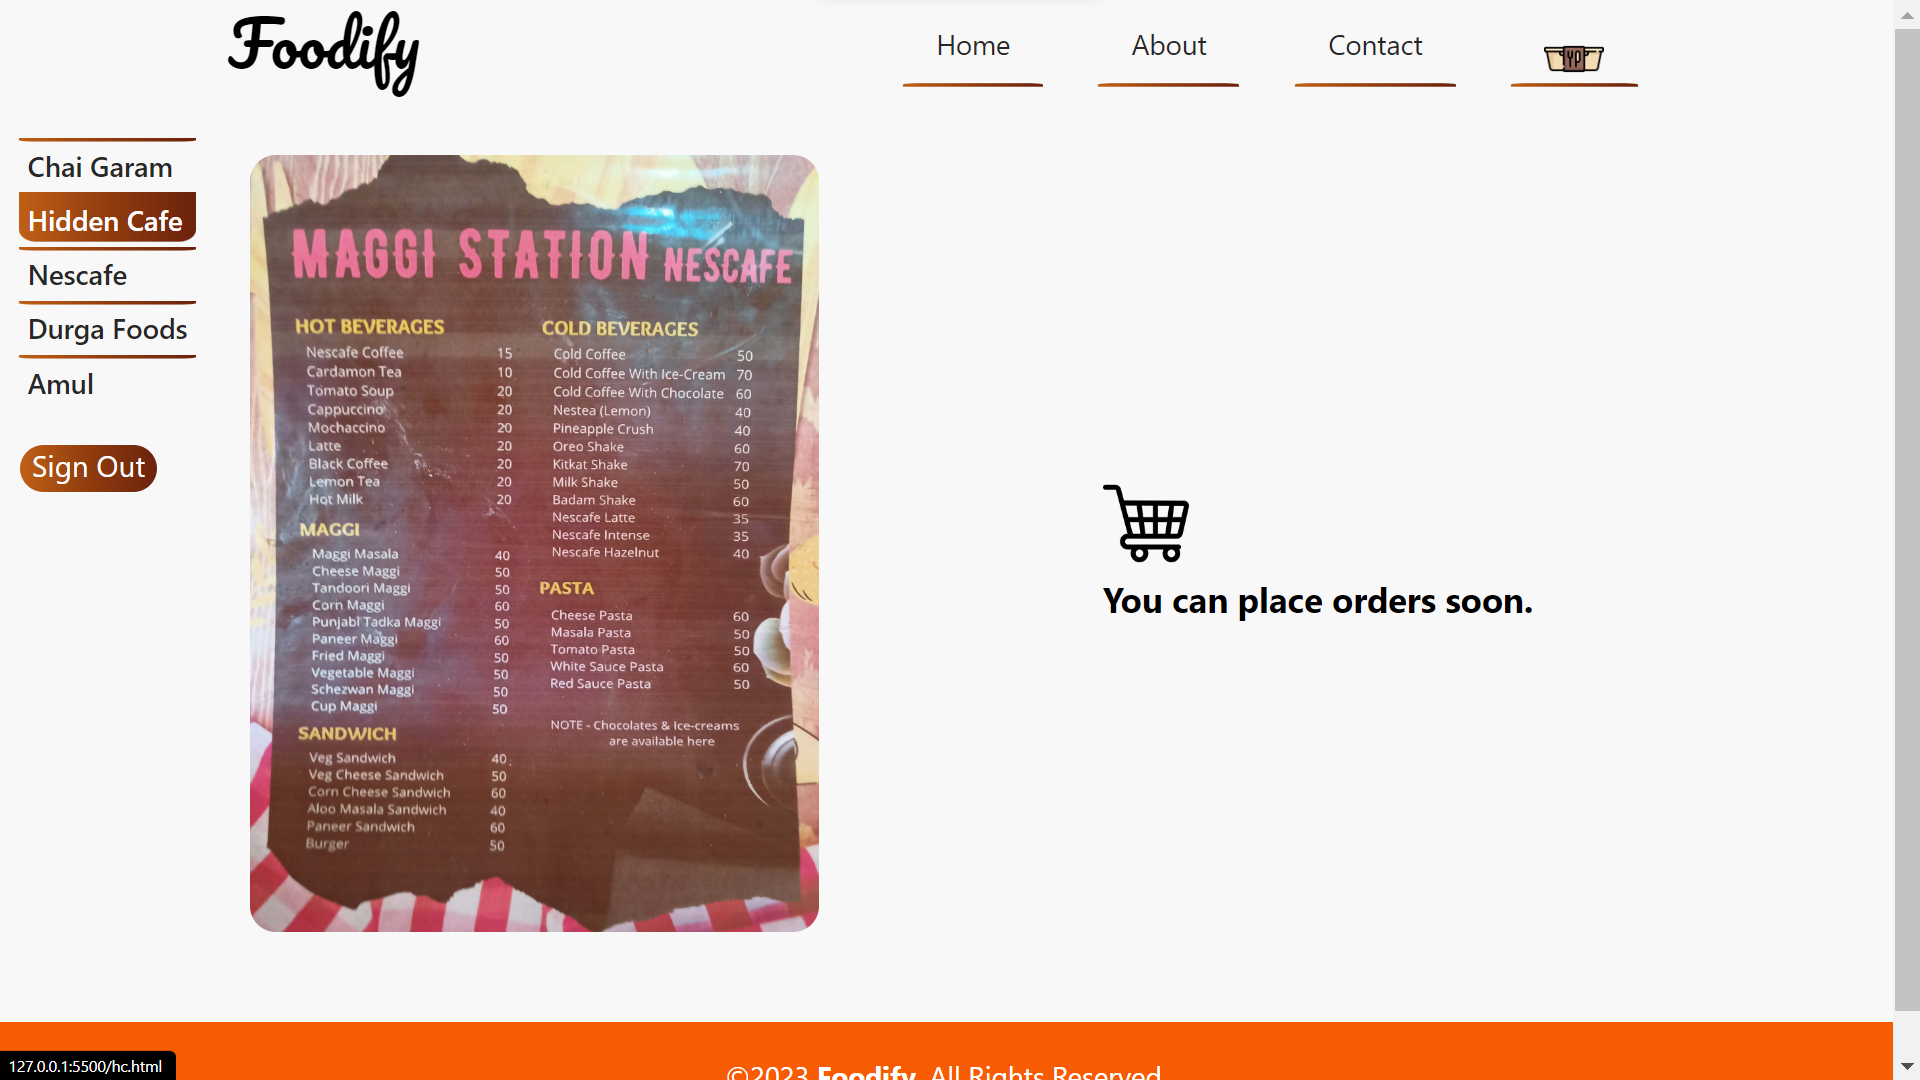 Foodify
Home
About
Contact
Chai Garam
Hidden Cafe
Nescafe
Durga Foods
Amul
Sign Out
MAGGI STATION NESCAFE
HOT BEVERAGES
Nescafe Coffee 15
Cardamon Tea 10
Tomato Soup 20
Cappuccino 20
Mochaccino 20
Latte 20
Black Coffee 20
Lemon Tea 20
Hot Milk 20
MAGGI
Maggi Masala 40
Cheese Maggi 50
Tandoori Maggi 50
Corn Maggi 60
Punjabi Tadka Maggi 50
Paneer Maggi 60
Fried Maggi 50
Vegetable Maggi 50
Schezwan Maggi 50
Cup Maggi 50
SANDWICH
Veg Sandwich 40
Veg Cheese Sandwich 50
Corn Cheese Sandwich 60
Aloo Masala Sandwich 40
Paneer Sandwich 60
Burger 50
COLD BEVERAGES
Cold Coffee 50
Cold Coffee With Ice-Cream 70
Cold Coffee With Chocolate 60
Nestea (Lemon) 40
Pineapple Crush 40
Oreo Shake 60
Kitkat Shake 70
Milk Shake 50
Badam Shake 60
Nescafe Latte 35
Nescafe Intense 35
Nescafe Hazelnut 40
PASTA
Cheese Pasta 60
Masala Pasta 50
Tomato Pasta 50
White Sauce Pasta 60
Red Sauce Pasta 50
NOTE - Chocolates & Ice-creams
are available here
You can place orders soon.
©2023 Foodify. All Rights Reserved
127.0.0.1:5500/hc.html